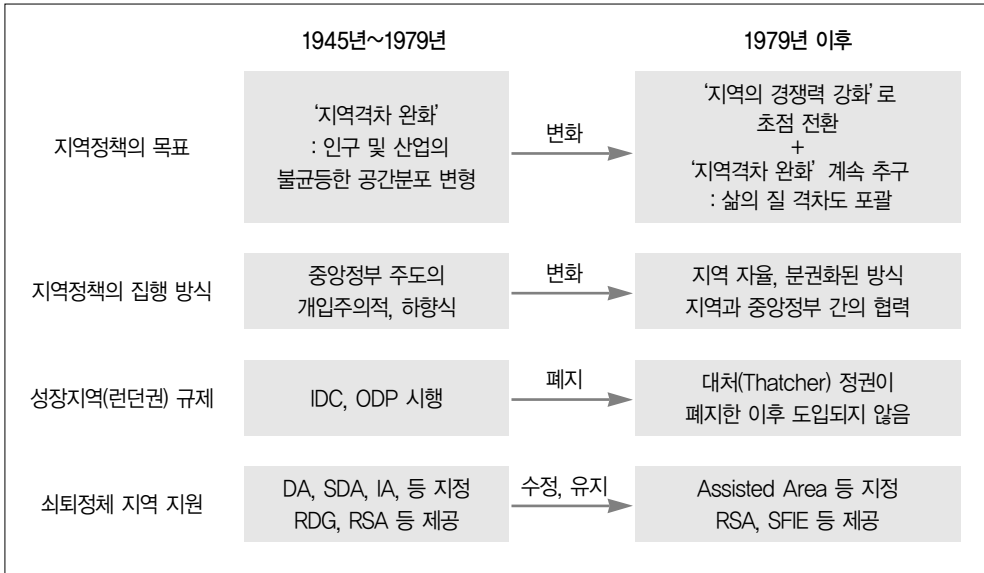 1945년~1979년
1979년 이후
지역정책의 목표
‘지역격차 완화’
: 인구 및 산업의
불균등한 공간분포 변형
변화
‘지역의 경쟁력 강화’로
초점 전환
+
‘지역격차 완화’ 계속 추구
: 삶의 질 격차도 포괄
지역정책의 집행 방식
중앙정부 주도의
개입주의적, 하향식
변화
지역 자율, 분권화된 방식
지역과 중앙정부 간의 협력
성장지역(런던권) 규제
IDC, ODP 시행
폐지
대처(Thatcher) 정권이
폐지한 이후 도입되지 않음
쇠퇴정체 지역 지원
DA, SDA, IA, 등 지정
RDG, RSA 등 제공
수정, 유지
Assisted Area 등 지정
RSA, SFIE 등 제공